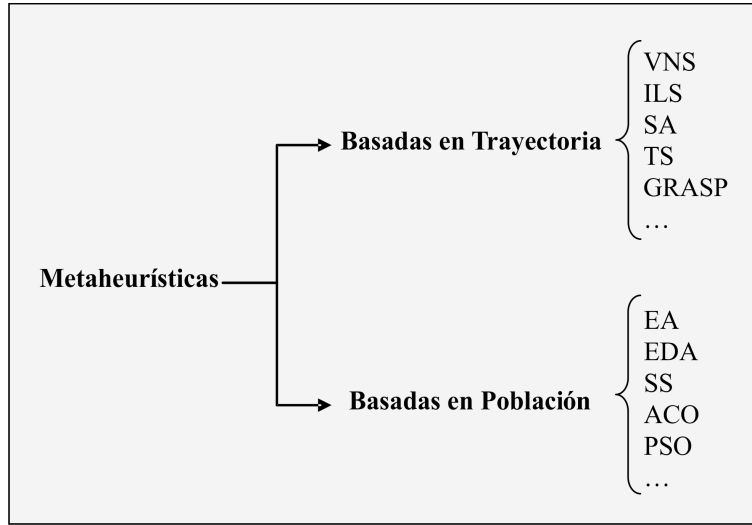 VNS
ILS
SA
Basadas en Trayectoria
TS
GRASP
…
Metaheurísticas
EA
EDA
SS
Basadas en Población
ACO
PSO
…